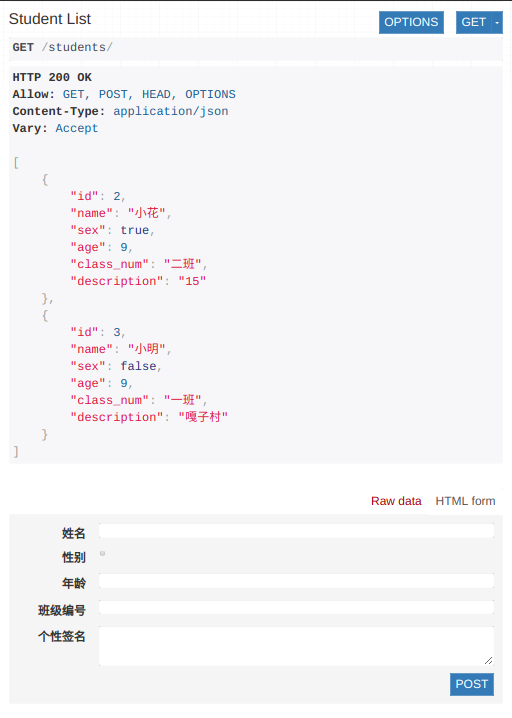 Student List
OPTIONS
GET
GET /students/
HTTP 200 OK
Allow: GET, POST, HEAD, OPTIONS
Content-Type: application/json
Vary: Accept
[
    {
        "id": 2,
        "name": "小花",
        "sex": true,
        "age": 9,
        "class_num": "二班",
        "description": "15"
    },
    {
        "id": 3,
        "name": "小明",
        "sex": false,
        "age": 9,
        "class_num": "一班",
        "description": "嘎子村"
    }
]
Raw data
HTML form
姓名
性别
年龄
班级编号
个性签名
POST